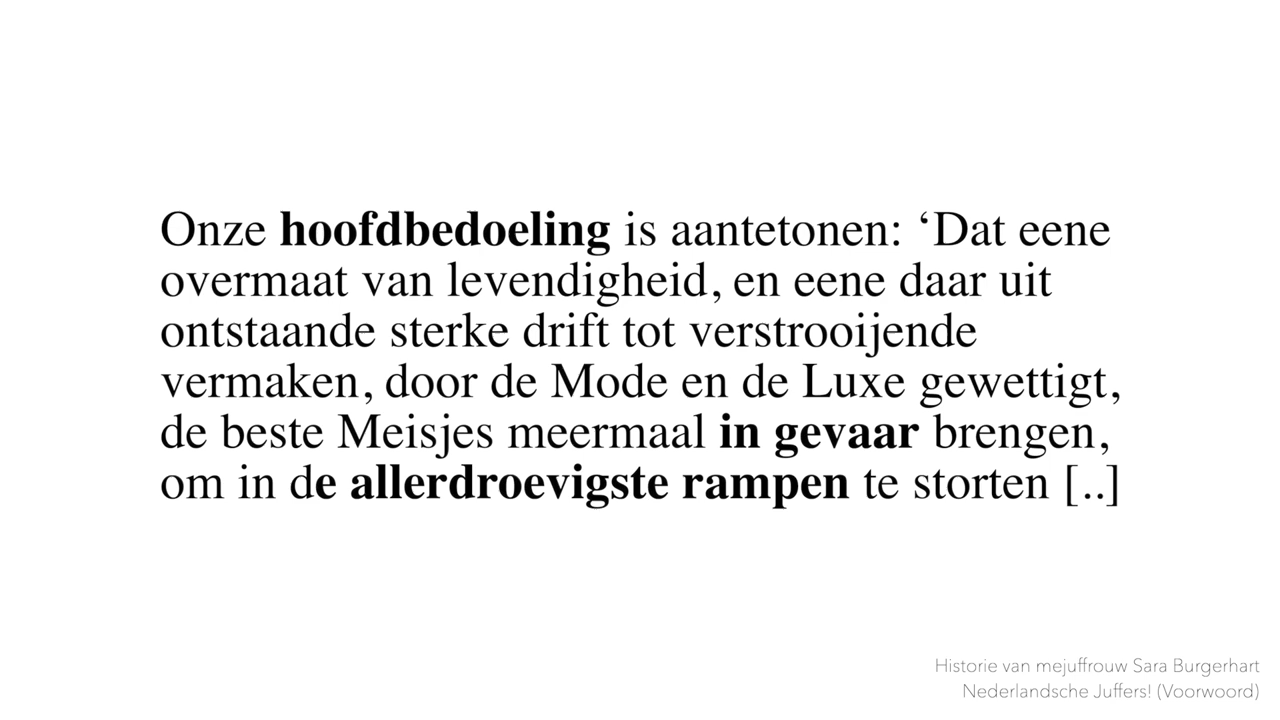 Onze hoofdbedoeling is aantetonen: ‘Dat eene
overmaat van levendigheid, en eene daar uit
ontstaande sterke drift tot verstrooijende
vermaken, door de Mode en de Luxe gewettigt,
de beste Meisjes meermaal in gevaar brengen,
om in de allerdroevigste rampen te storten [..]
Historie van mejuffrouw Sara Burgerhart
Nederlandsche Juffers! (Voorwoord)